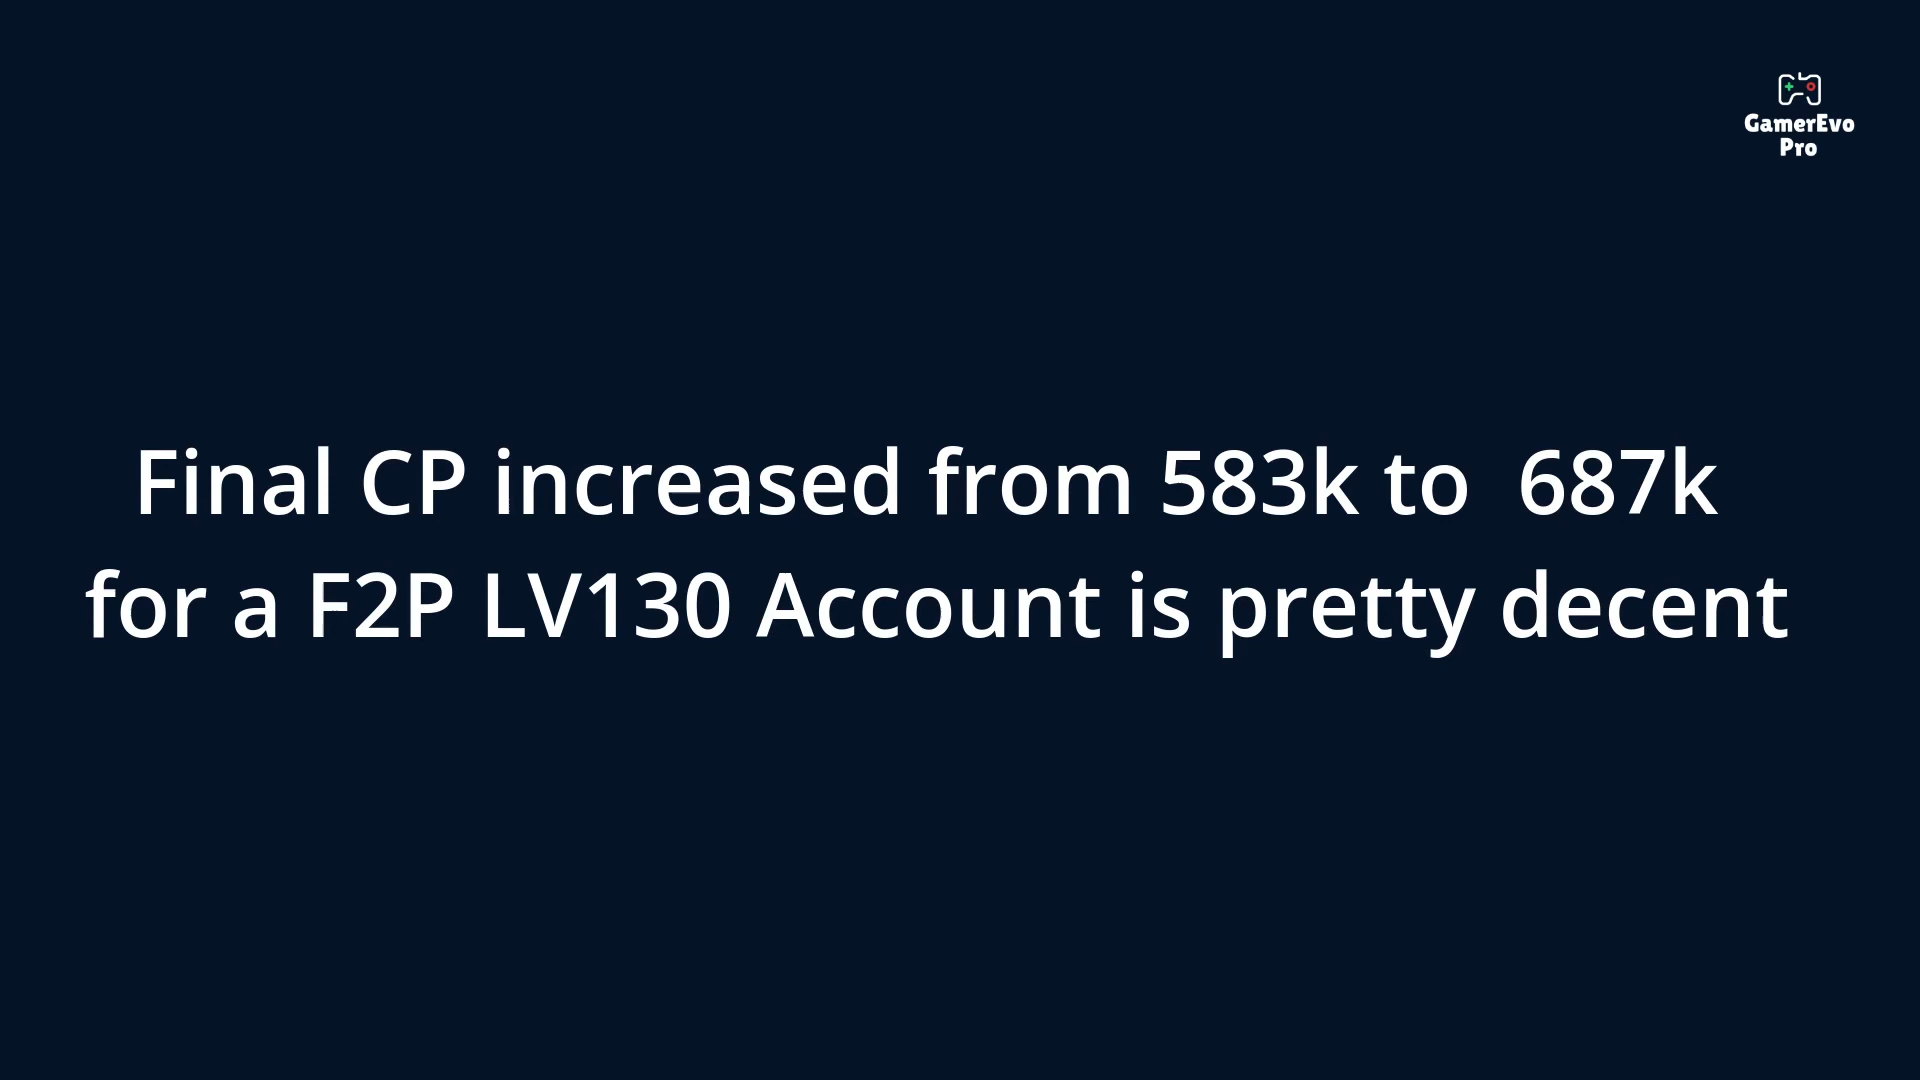 GamerEvo
Pro
Final CP increased from 583k to  687k
for a F2P LV130 Account is pretty decent